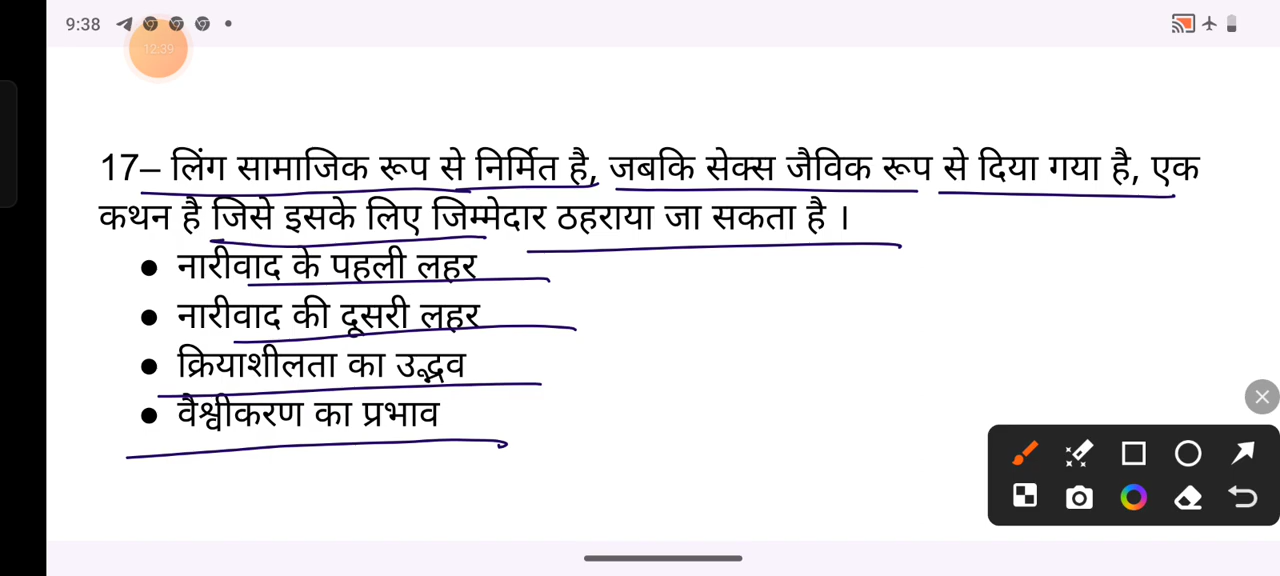 9:38
12:39
17– लिंग सामाजिक रूप से निर्मित है, जबकि सेक्स जैविक रूप से दिया गया है, एक
कथन है जिसे इसके लिए जिम्मेदार ठहराया जा सकता है ।
● नारीवाद के पहली लहर
● नारीवाद की दूसरी लहर
● क्रियाशीलता का उद्भव
● वैश्वीकरण का प्रभाव